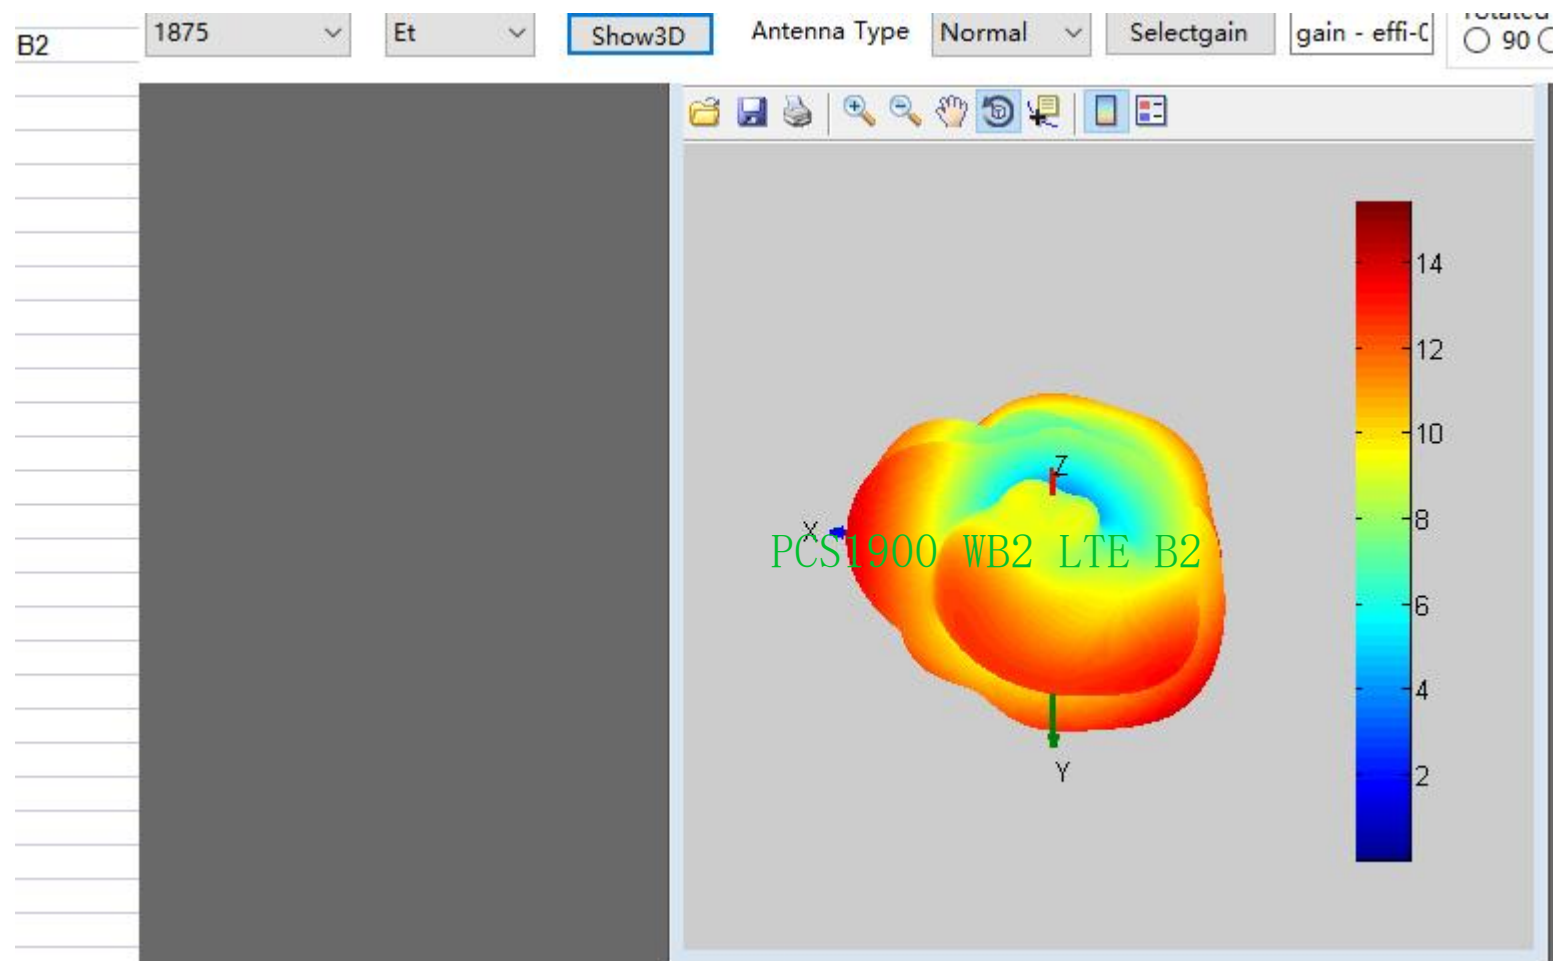 B2
1875
Et
Show3D
Antenna Type
Normal
Selectgain
gain - effi-
90
14
12
10
8
6
4
2
Z
X
PCS1900 WB2 LTE B2
Y